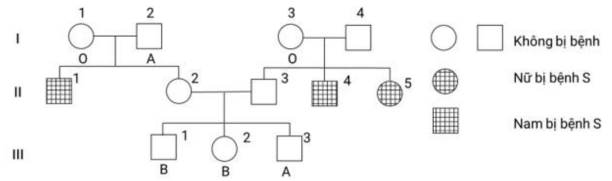 1 2 3 4
I
O A O
Không bị bệnh
1 2 3 4 5
II
Nữ bị bệnh S
Nam bị bệnh S
1 2 3
III
B B A